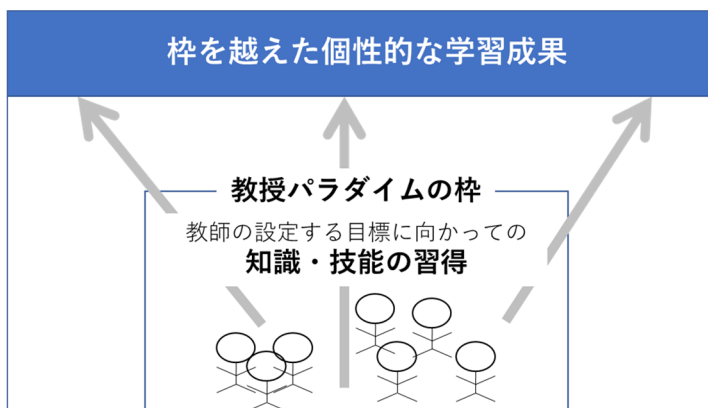 枠を越えた個性的な学習成果
教授パラダイムの枠
教師の設定する目標に向かっての
知識・技能の習得